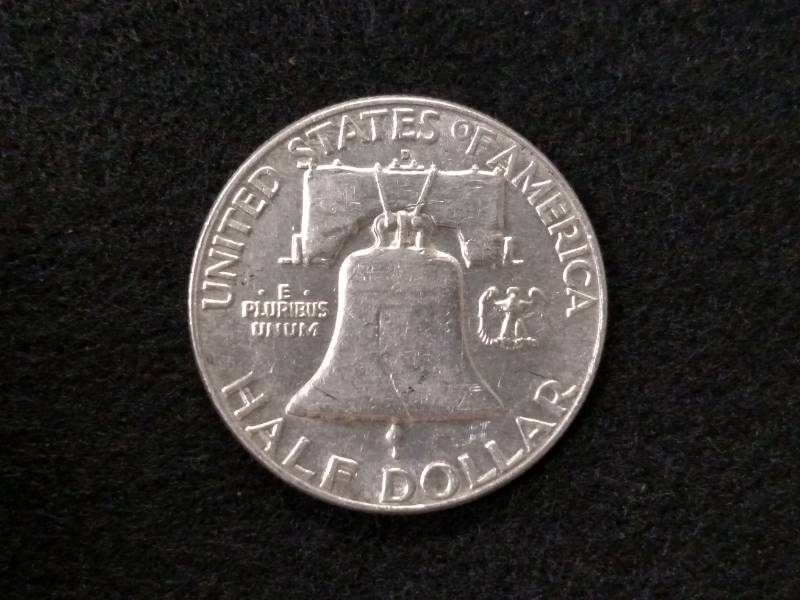 UNITED STATES OF AMERICA
D
· E ·
PLURIBUS
UNUM
HALF DOLLAR